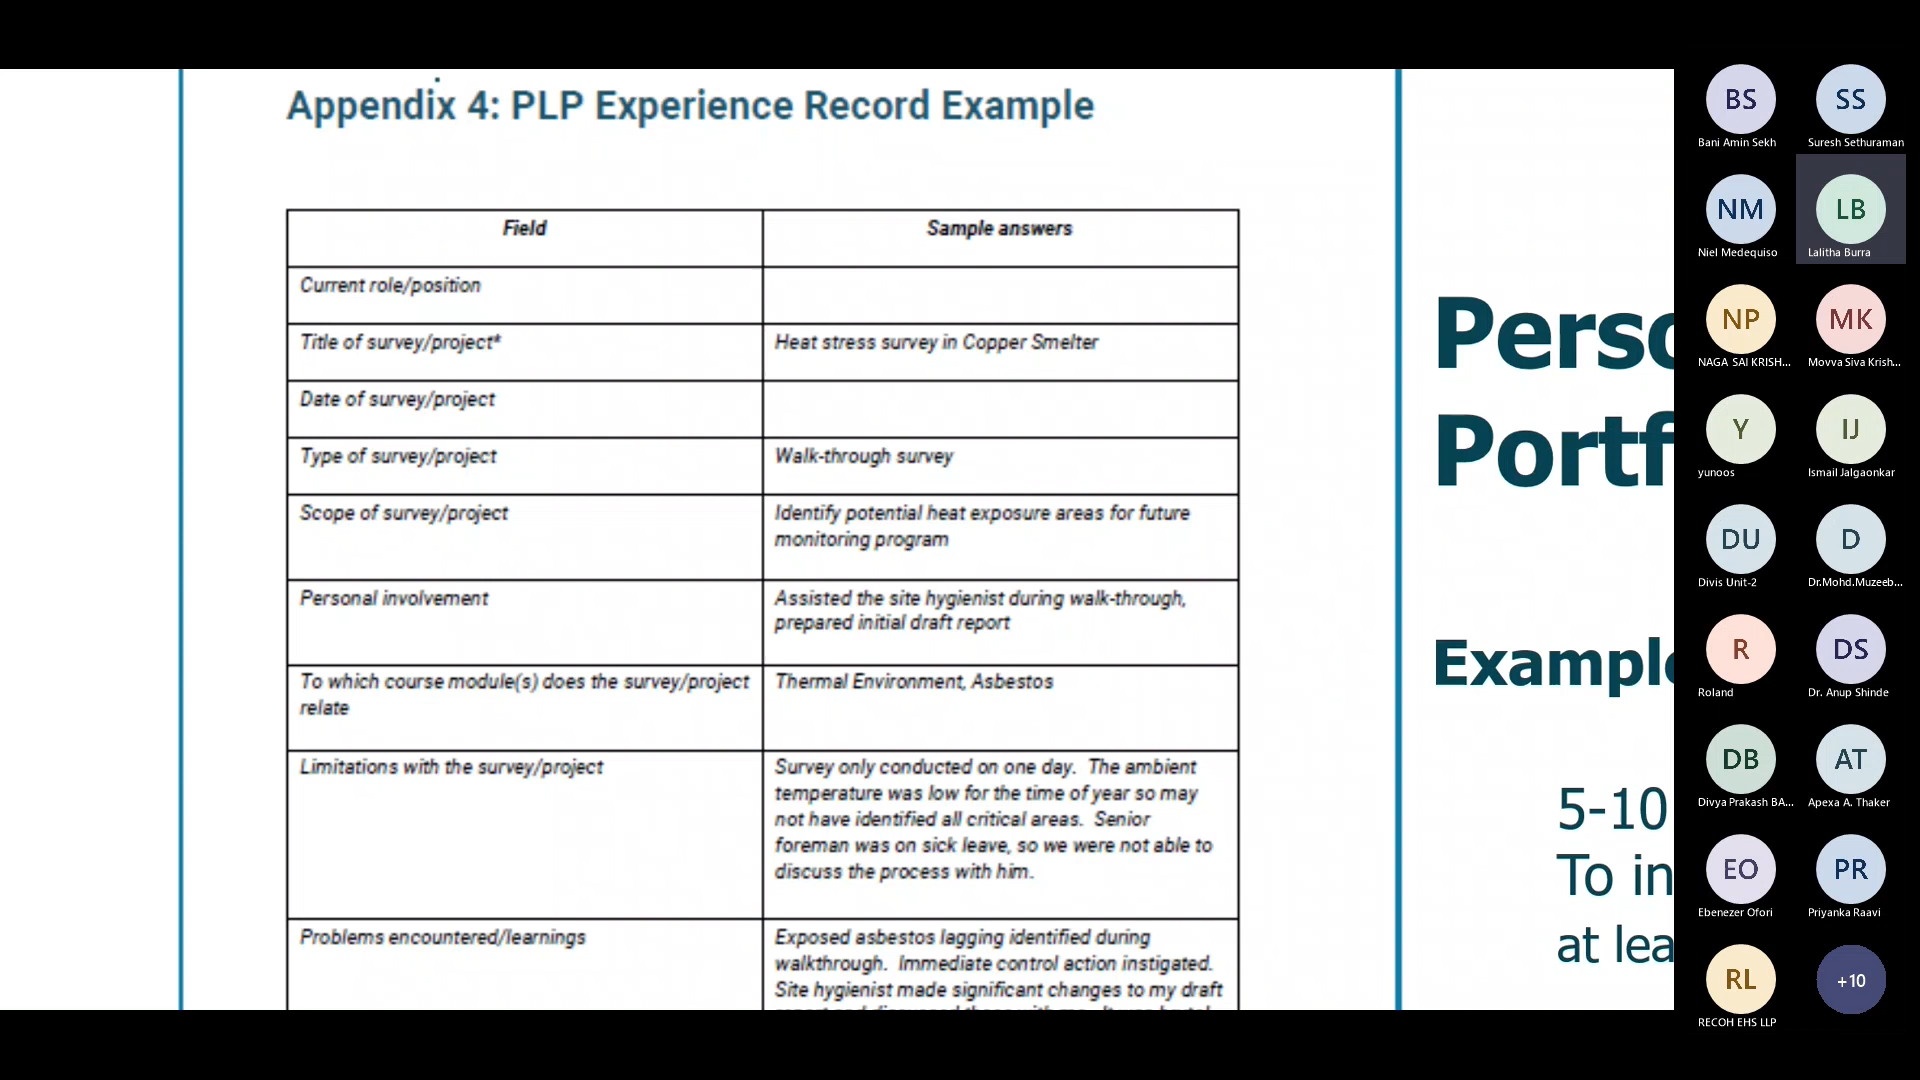 Appendix 4: PLP Experience Record Example
Field
Sample answers
Current role/position
Title of survey/project*
Heat stress survey in Copper Smelter
Date of survey/project
Type of survey/project
Walk-through survey
Scope of survey/project
Identify potential heat exposure areas for future
monitoring program
Personal involvement
Assisted the site hygienist during walk-through,
prepared initial draft report
To which course module(s) does the survey/project
relate
Thermal Environment, Asbestos
Limitations with the survey/project
Survey only conducted on one day. The ambient
temperature was low for the time of year so may
not have identified all critical areas. Senior
foreman was on sick leave, so we were not able to
discuss the process with him.
Problems encountered/learnings
Exposed asbestos lagging identified during
walkthrough. Immediate control action instigated.
Site hygienist made significant changes to my draft
Perso
Portf
Example
5-10
To in
at lea
BS
Bani Amin Sekh
SS
Suresh Sethuraman
NM
Niel Medequiso
LB
Lalitha Burra
NP
NAGA SAI KRISH...
MK
Movva Siva Krish...
Y
yunoos
IJ
Ismail Jalgaonkar
DU
Divis Unit-2
D
Dr.Mohd.Muzeeb...
R
Roland
DS
Dr. Anup Shinde
DB
Divya Prakash BA...
AT
Apexa A. Thaker
EO
Ebenezer Ofori
PR
Priyanka Raavi
RL
RECOH EHS LLP
+10